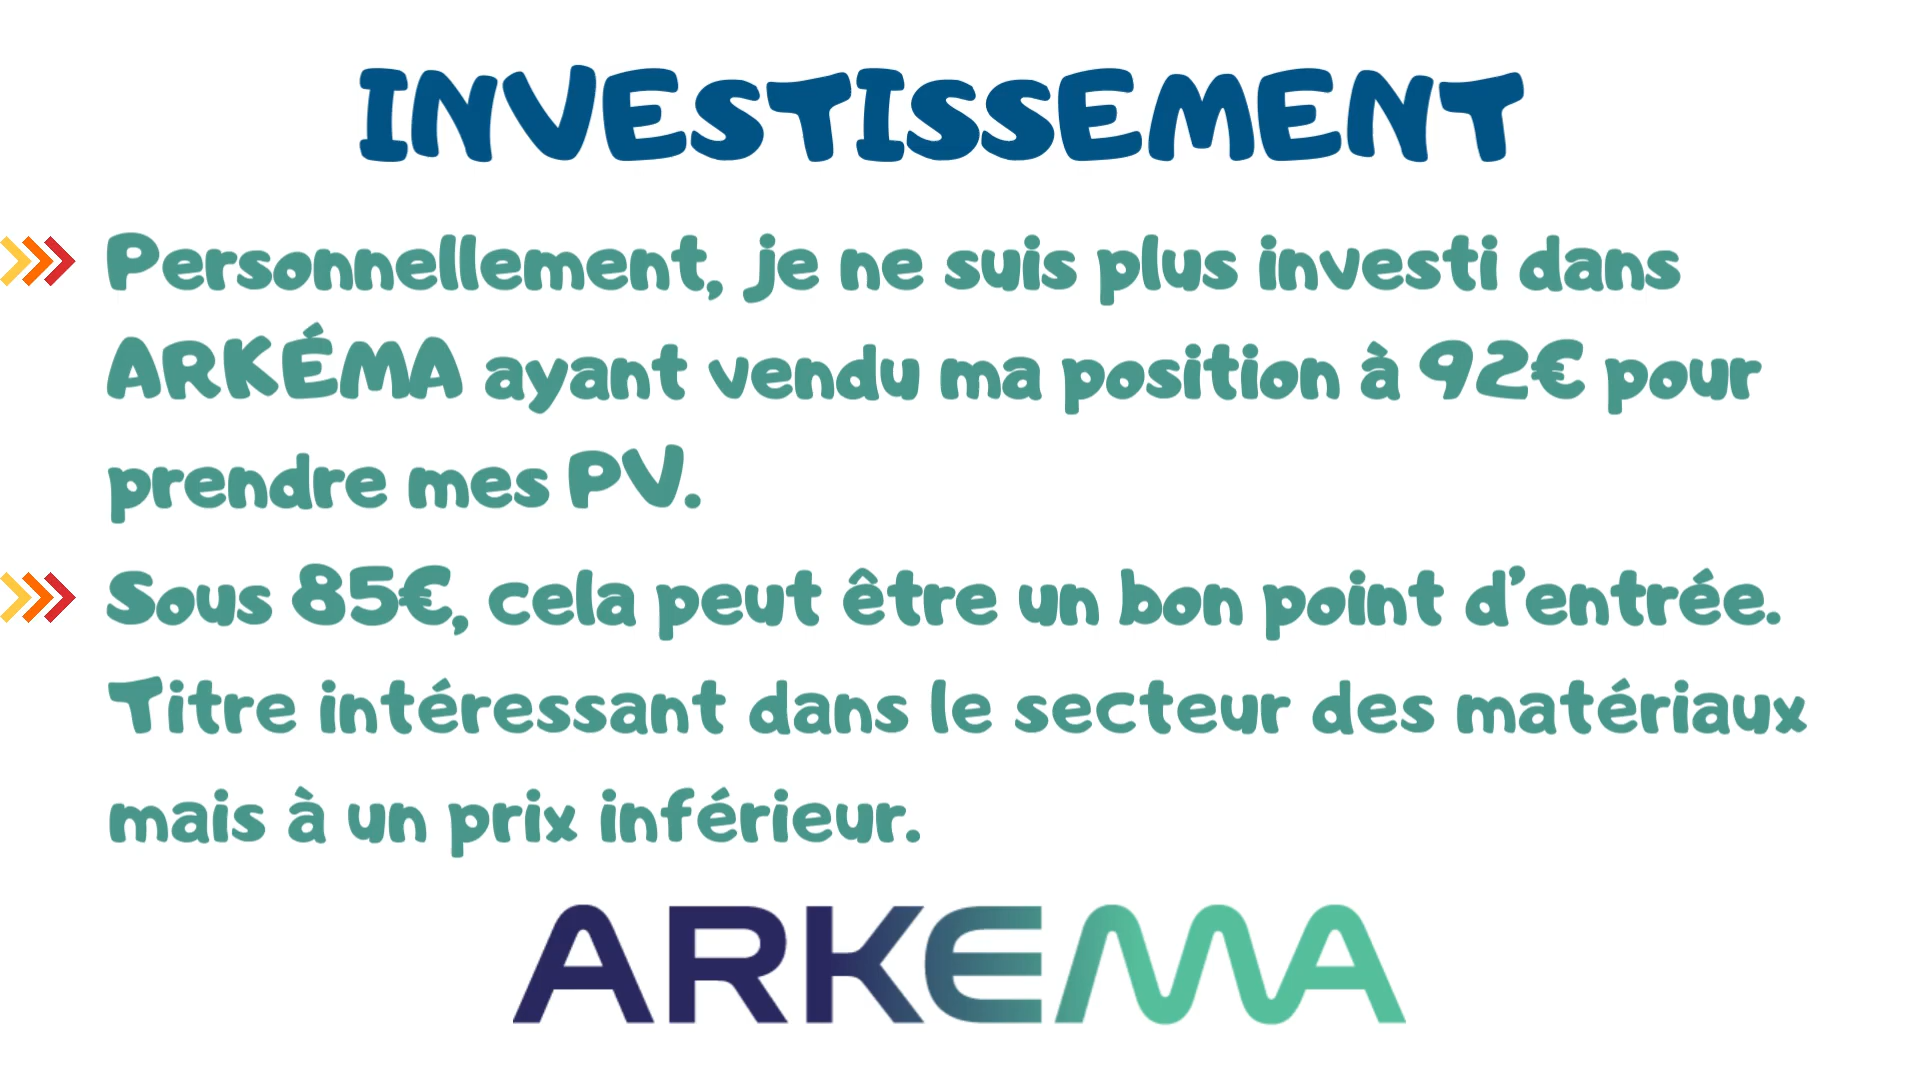 INVESTISSEMENT
Personnellement, je ne suis plus investi dans
ARKÉMA ayant vendu ma position à 92€ pour
prendre mes PV.
Sous 85€, cela peut être un bon point d'entrée.
Titre intéressant dans le secteur des matériaux
mais à un prix inférieur.
ARKEMA